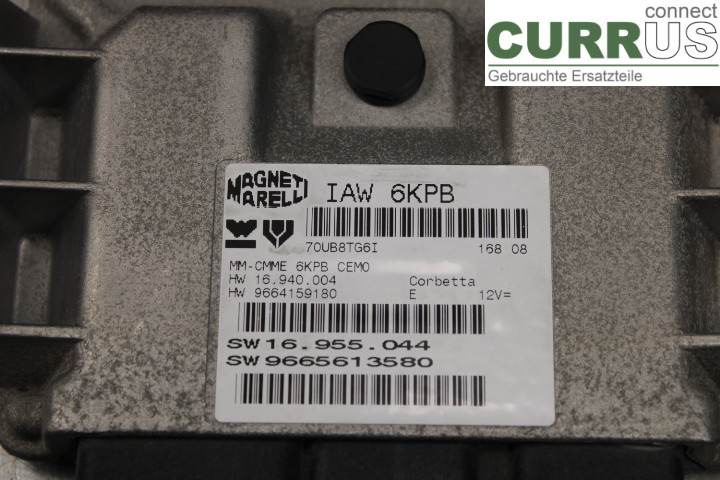 connect
CURRUS
Gebrauchte Ersatzteile
MAGNETI
MARELLI
IAW 6KPB
70UB8TG6I 168 08
MM-CMME 6KPB CEM0
HW 16.940.004 Corbetta
HW 9664159180 E 12V=
SW 16.955.044
SW 9665613580